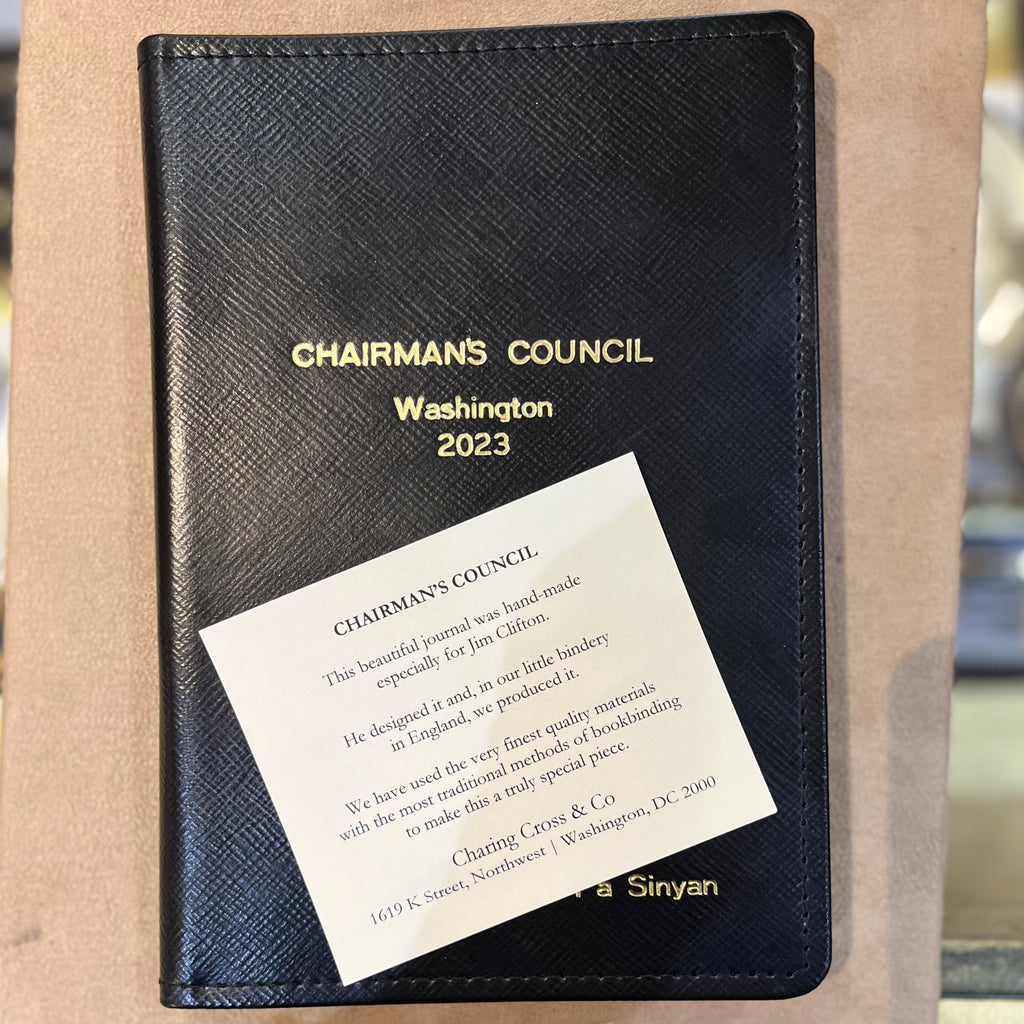 CHAIRMAN'S COUNCIL
Washington
2023
CHAIRMAN'S COUNCIL
This beautiful journal was hand-made
especially for Jim Clifton.
He designed it and, in our little bindery
in England, we produced it.
We have used the very finest quality materials
with the most traditional methods of bookbinding
to make this a truly special piece.
Charing Cross & Co
1619 K Street, Northwest | Washington, DC 2000
a Sinyan